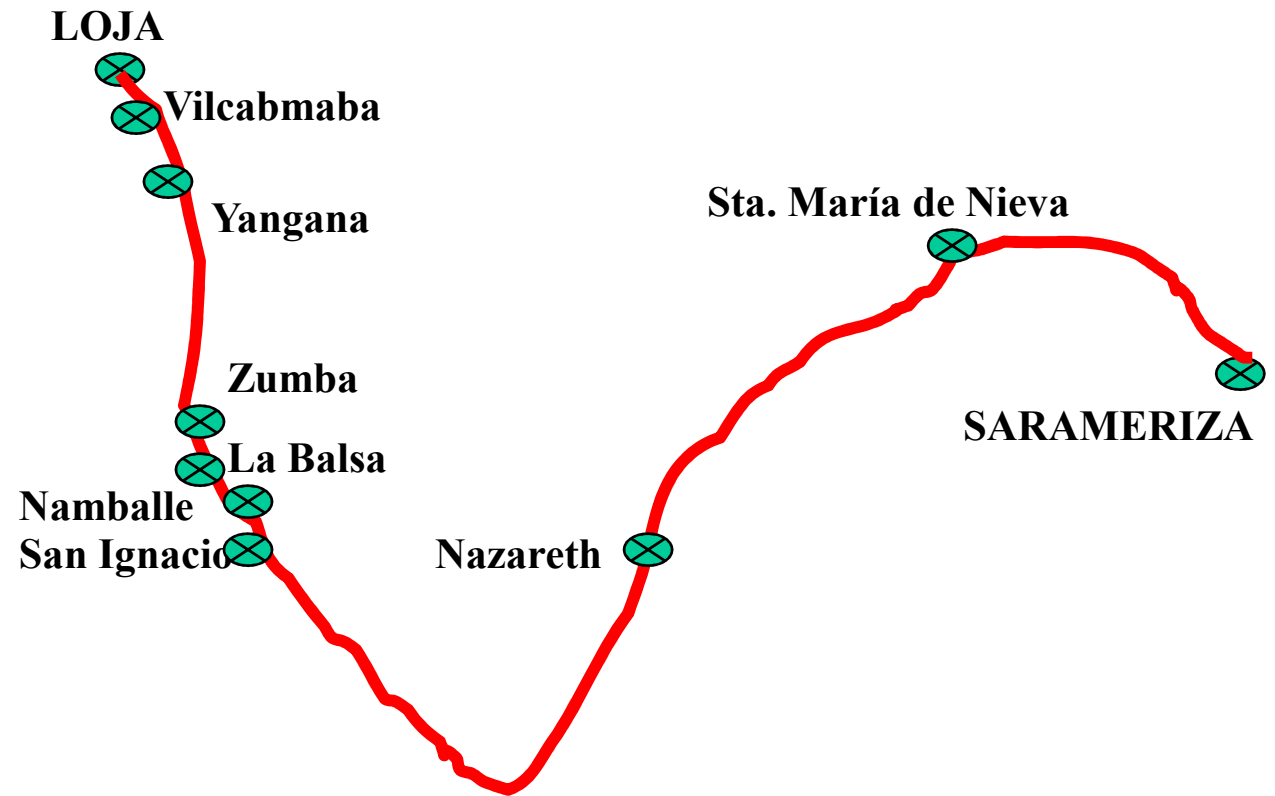 LOJA
Vilcabmaba
Yangana
Zumba
La Balsa
Namballe
San Ignacio
Nazareth
Sta. María de Nieva
SARAMERIZA